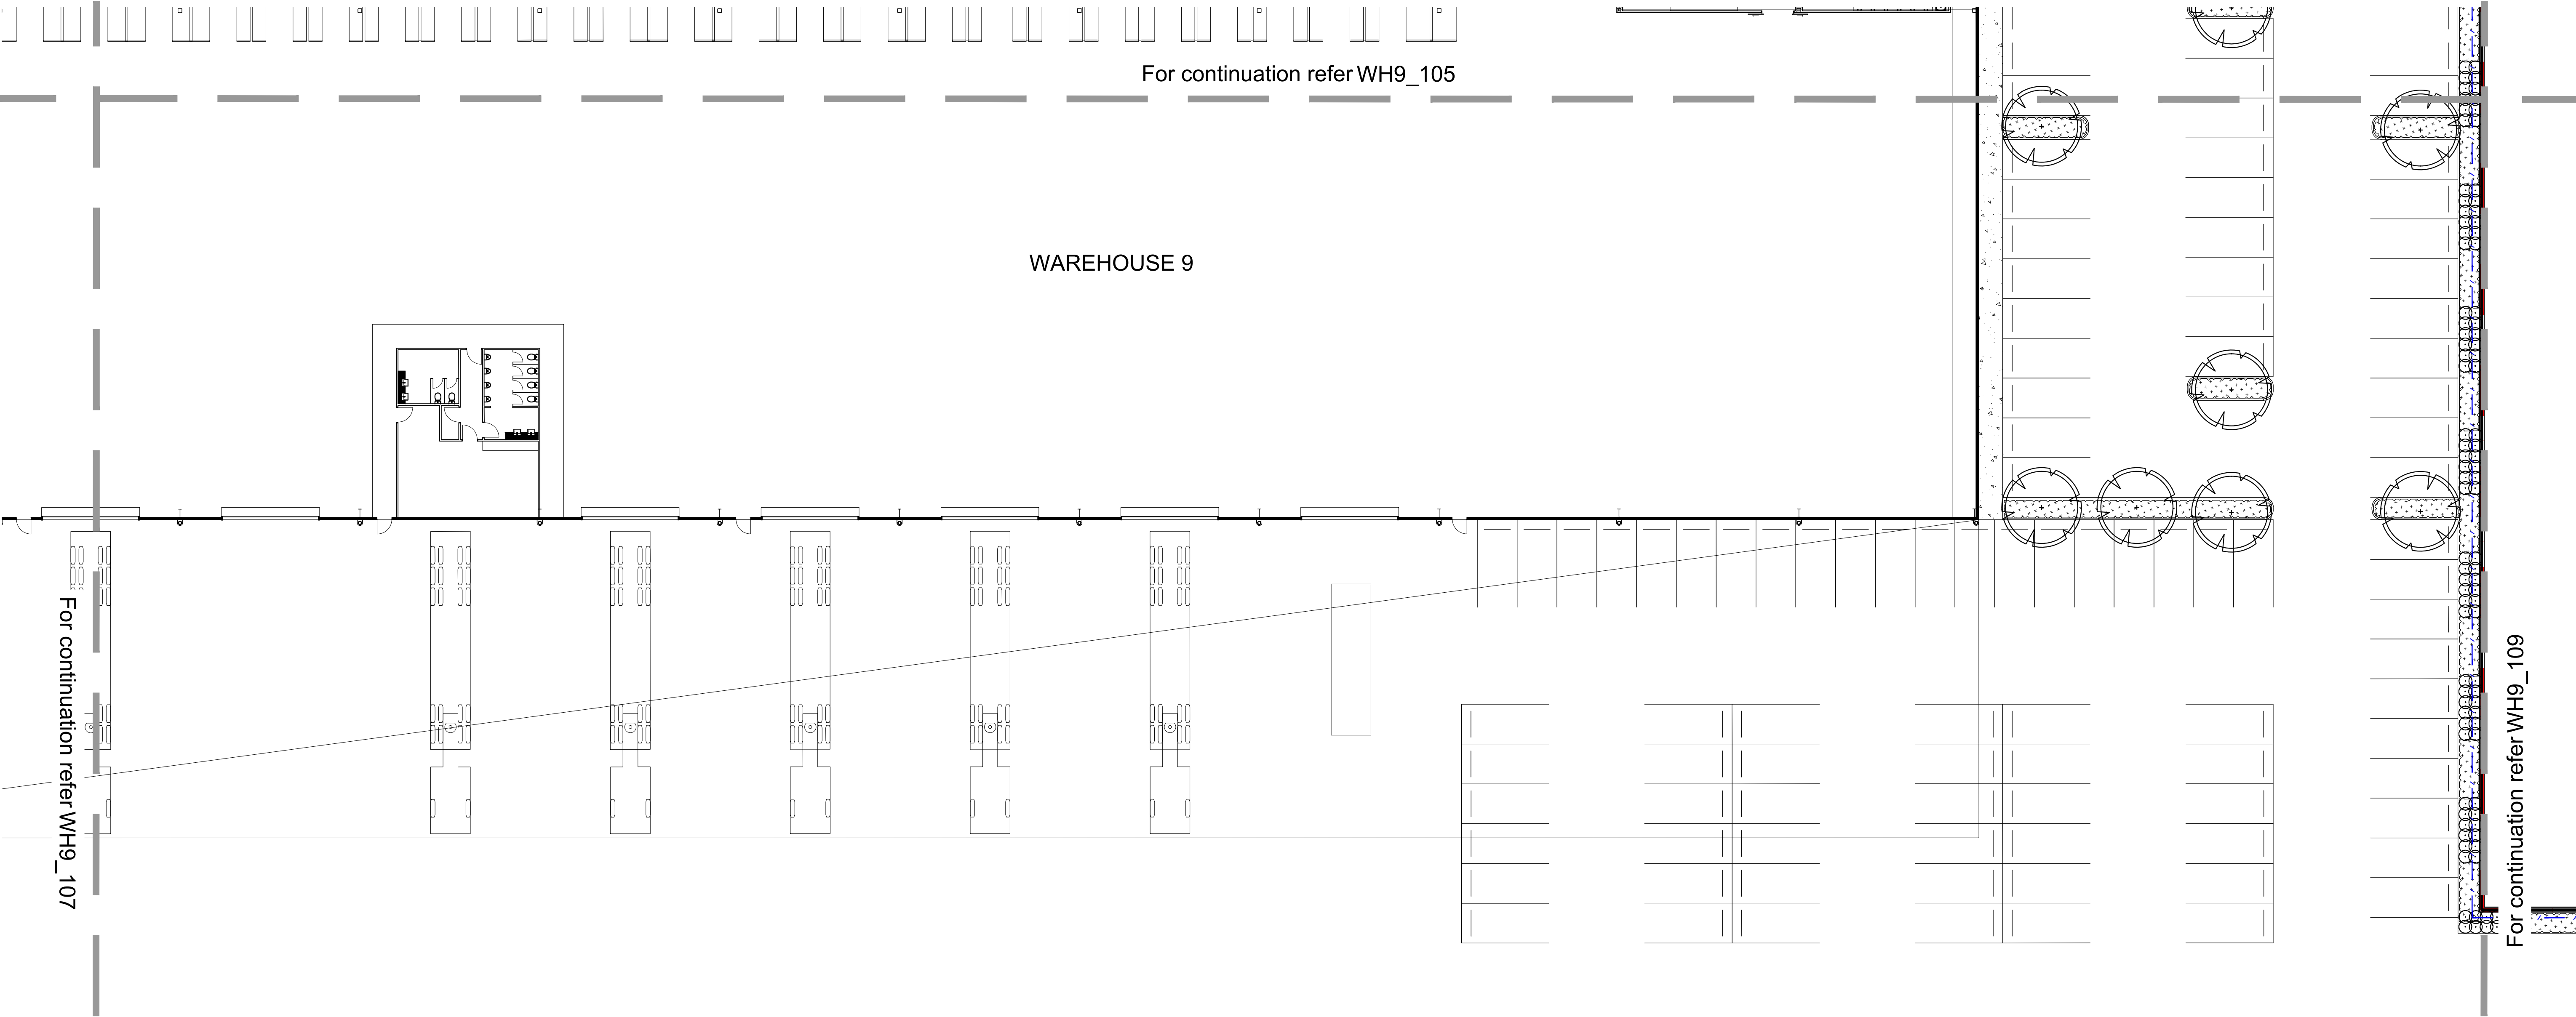 For continuation refer WH9_105
WAREHOUSE 9
For continuation refer WH9_107
For continuation refer WH9_109